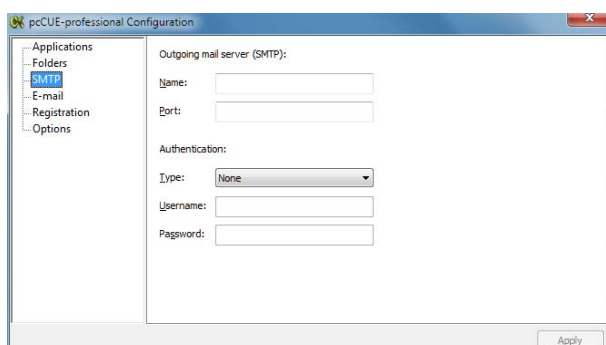 pcCUE-professional Configuration
Applications
Folders
SMTP
E-mail
Registration
Options
Outgoing mail server (SMTP):
Name:
Port:
Authentication:
Type: None
Username:
Password:
Apply